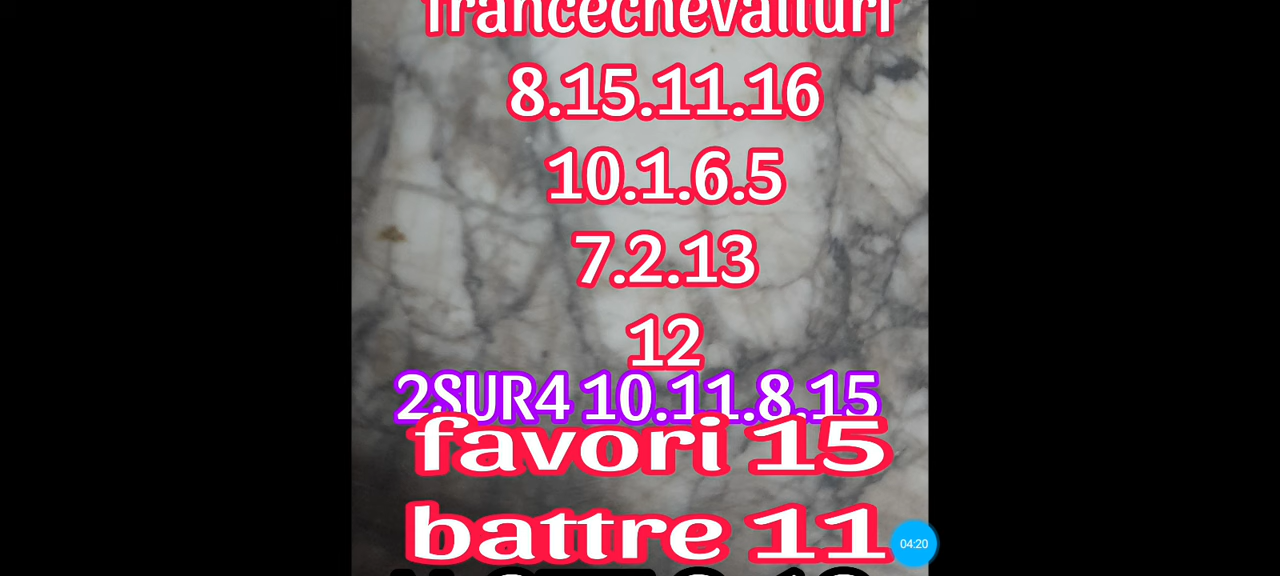 francechevalturf
8.15.11.16
10.1.6.5
7.2.13
12
2SUR4 10.11.8.15
favori 15
battre 11
04:20